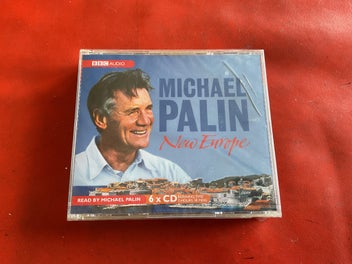 BBC AUDIO
MICHAEL
PALIN
New Europe
READ BY MICHAEL PALIN
6 x CD